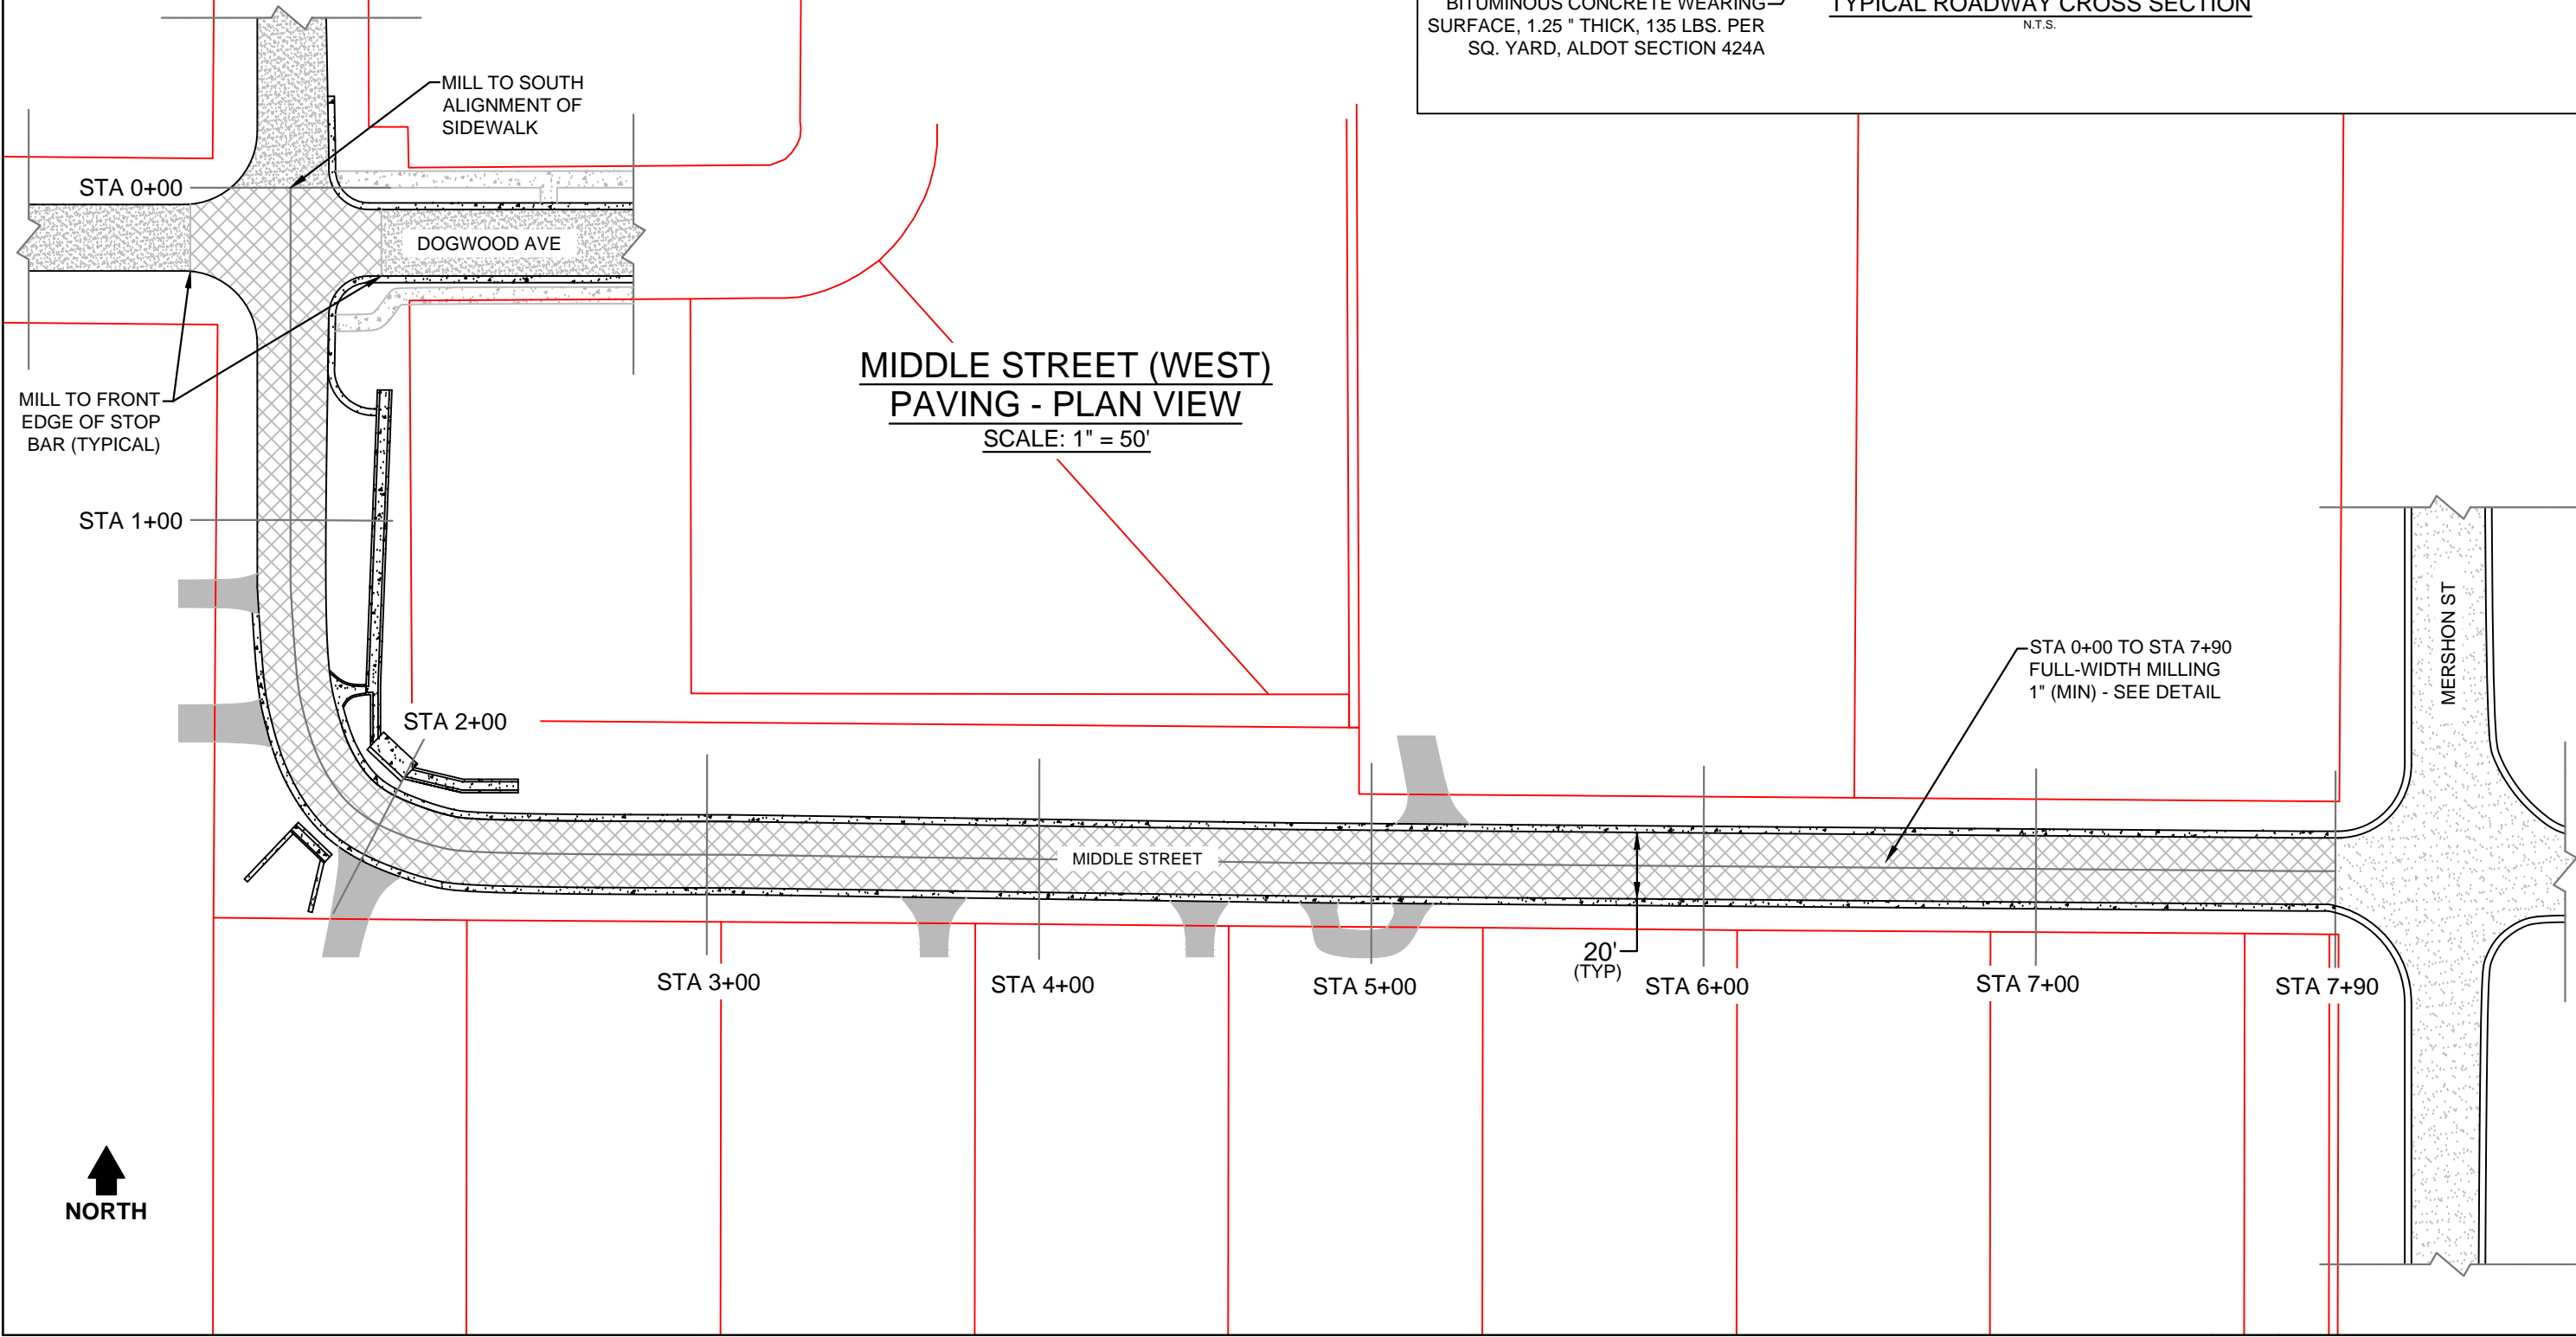 BITUMINOUS CONCRETE WEARING
SURFACE, 1.25 " THICK, 135 LBS. PER
SQ. YARD, ALDOT SECTION 424A
TYPICAL ROADWAY CROSS SECTION
N.T.S.
MILL TO SOUTH
ALIGNMENT OF
SIDEWALK
STA 0+00
DOGWOOD AVE
MIDDLE STREET (WEST)
PAVING - PLAN VIEW
SCALE: 1" = 50'
MILL TO FRONT
EDGE OF STOP
BAR (TYPICAL)
STA 1+00
STA 2+00
STA 0+00 TO STA 7+90
FULL-WIDTH MILLING
1" (MIN) - SEE DETAIL
MERSHON ST
MIDDLE STREET
20'
(TYP)
STA 3+00
STA 4+00
STA 5+00
STA 6+00
STA 7+00
STA 7+90
NORTH